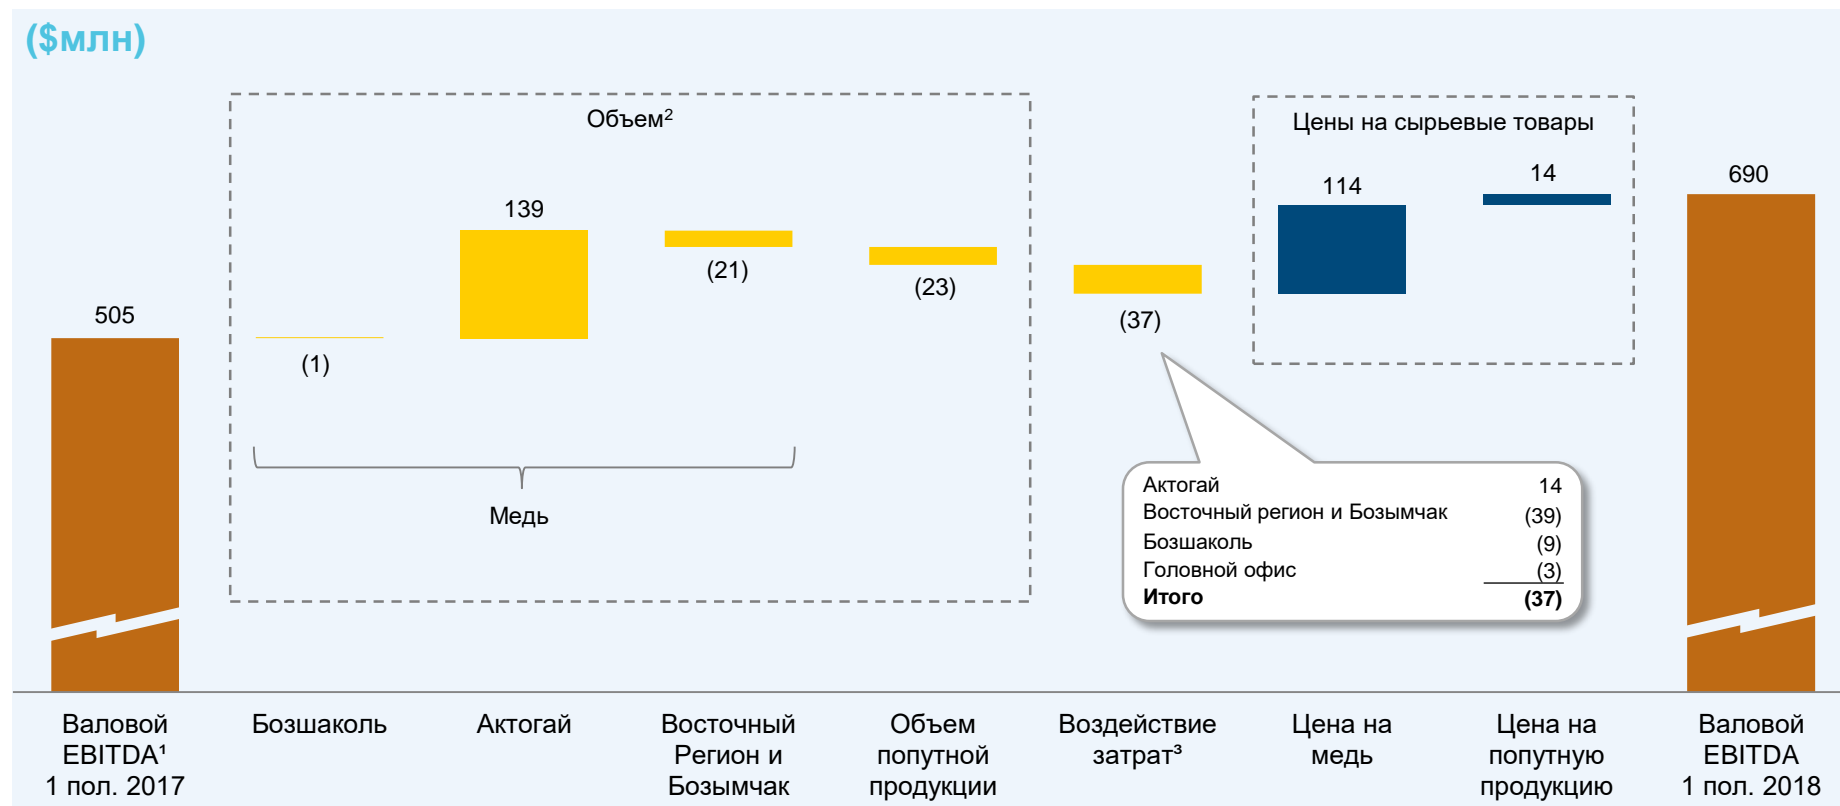 ($млн)
Объем²
Цены на сырьевые товары
505
(1)
139
(21)
(23)
(37)
114
14
690
Медь
Актогай 14
Восточный регион и Бозымчак (39)
Бозшаколь (9)
Головной офис (3)
Итого (37)
Валовой
EBITDA¹
1 пол. 2017
Бозшаколь
Актогай
Восточный
Регион и
Бозымчак
Объем
попутной
продукции
Воздействие
затрат³
Цена на
медь
Цена на
попутную
продукцию
Валовой
EBITDA
1 пол. 2018